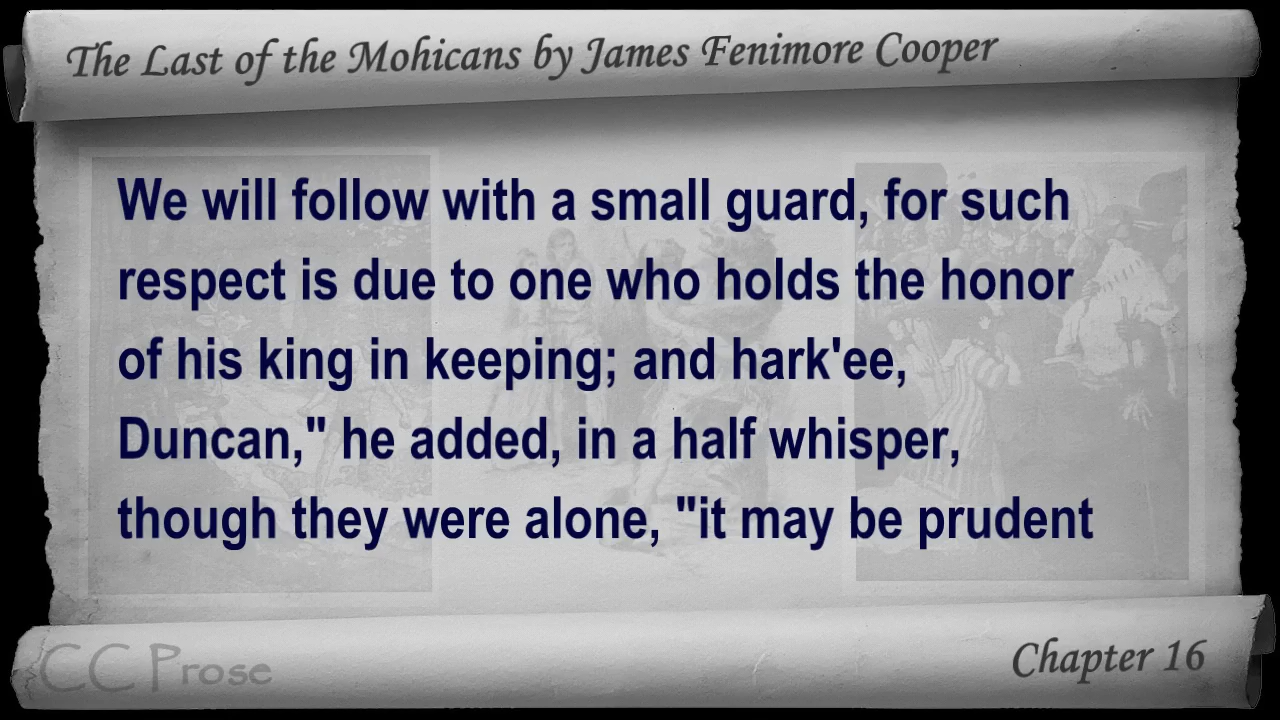 The Last of the Mohicans by James Fenimore Cooper
We will follow with a small guard, for such
respect is due to one who holds the honor
of his king in keeping; and hark'ee,
Duncan," he added, in a half whisper,
though they were alone, "it may be prudent
CC Prose
Chapter 16